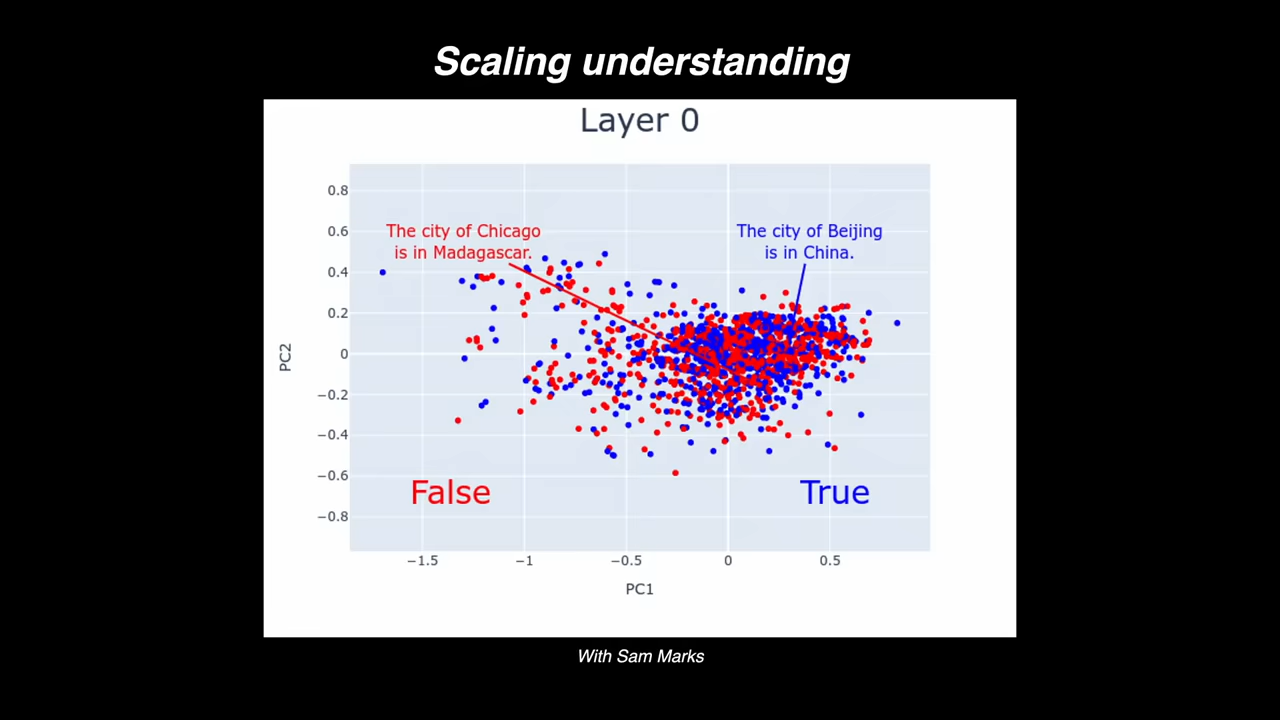 Scaling understanding
Layer 0
0.8
0.6
0.4
0.2
0
−0.2
−0.4
−0.6
−0.8
PC2
The city of Chicago
is in Madagascar.
The city of Beijing
is in China.
False
True
−1.5
−1
−0.5
0
0.5
PC1
With Sam Marks